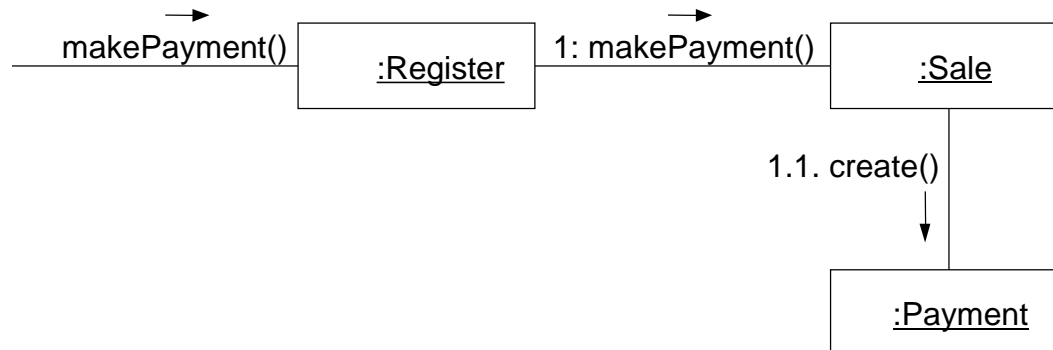 makePayment()
:Register
1: makePayment()
:Sale
1.1. create()
:Payment